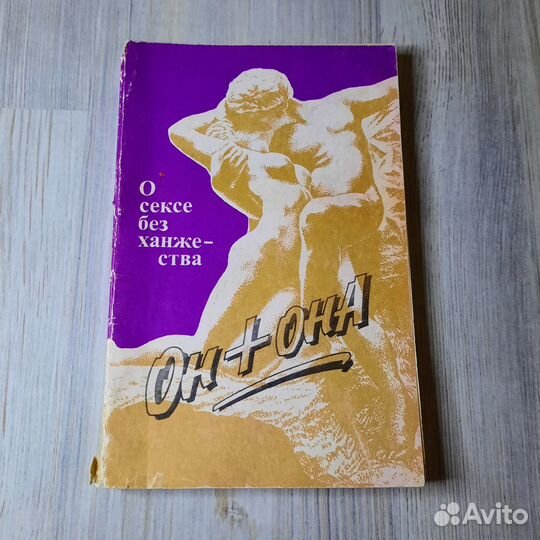 О
сексе
без
ханже-
ства
ОН + ОНА
Avito